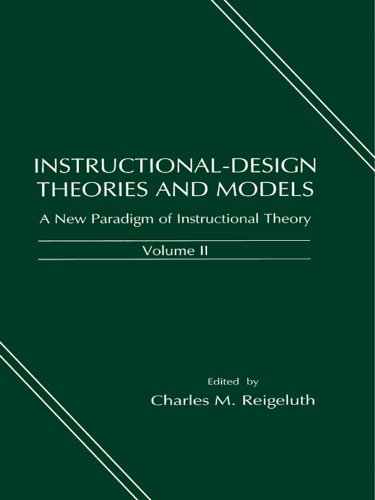 INSTRUCTIONAL-DESIGN
THEORIES AND MODELS
A New Paradigm of Instructional Theory
Volume II
Edited by
Charles M. Reigeluth